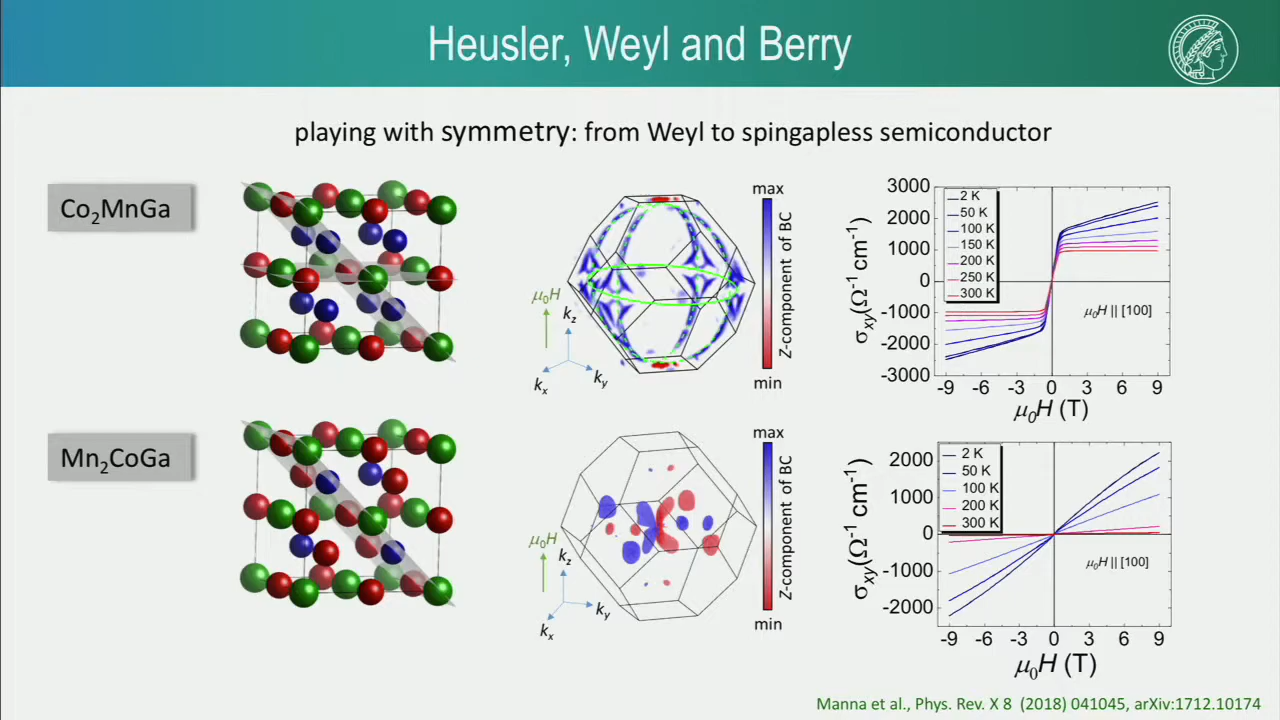 Heusler, Weyl and Berry
playing with symmetry: from Weyl to spingapless semiconductor
Co2MnGa
μ0H
kz
kx
ky
max
Z-component of BC
min
σxy(Ω-1 cm-1)
3000
2000
1000
0
-1000
-2000
-3000
2 K
50 K
100 K
150 K
200 K
250 K
300 K
μ0H || [100]
-9 -6 -3 0 3 6 9
μ0H (T)
Mn2CoGa
μ0H
kz
kx
ky
max
Z-component of BC
min
σxy(Ω-1 cm-1)
2000
1000
0
-1000
-2000
2 K
50 K
100 K
200 K
300 K
μ0H || [100]
-9 -6 -3 0 3 6 9
μ0H (T)
Manna et al., Phys. Rev. X 8 (2018) 041045, arXiv:1712.10174